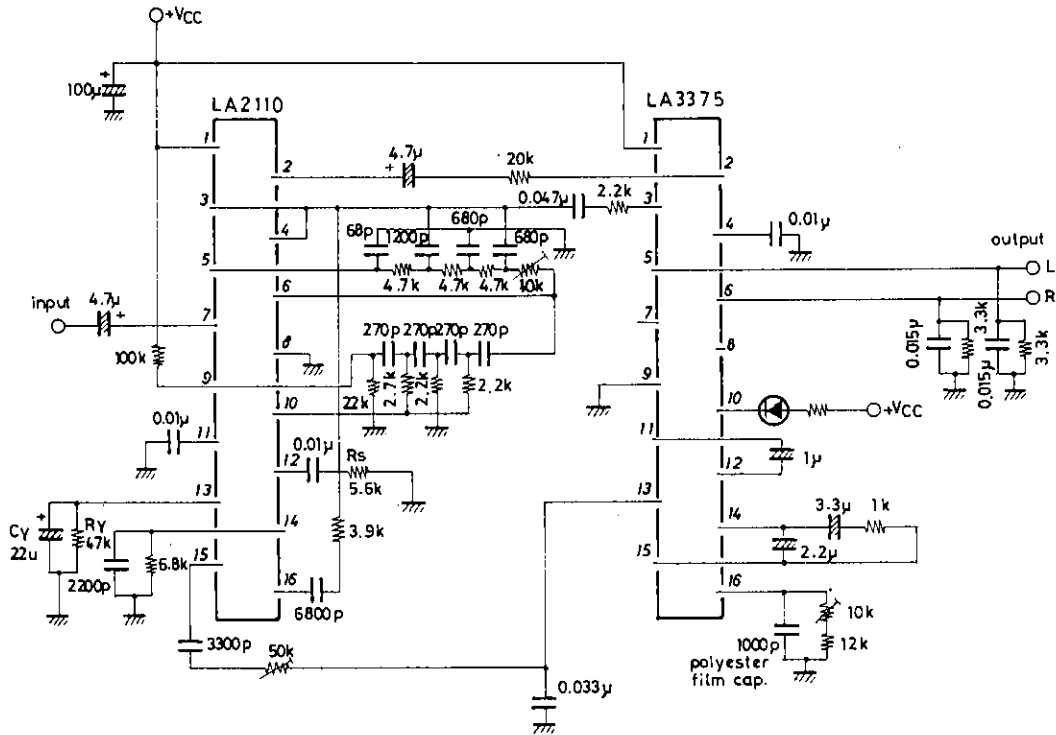 +VCC
+
100μ
LA2110
LA3375
1
2
3
4
5
6
7
8
9
10
11
12
13
14
15
16
1
2
3
4
5
6
7
8
9
10
11
12
13
14
15
16
4.7μ
+
20k
0.047μ
2.2k
68p
1200p
680p
680p
4.7k
4.7k
4.7k
10k
0.01μ
output
L
R
input
4.7μ
+
100k
270p
270p
270p
270p
22k
2.7k
2.2k
2.2k
0.015μ
3.3k
0.015μ
3.3k
+VCC
0.01μ
0.01μ
Rs
5.6k
1μ
+
CY
22u
RY
47k
2200p
6.8k
3.9k
6800p
3.3μ
1k
2.2μ
3300p
50k
0.033μ
1000p
polyester
film cap.
10k
12k